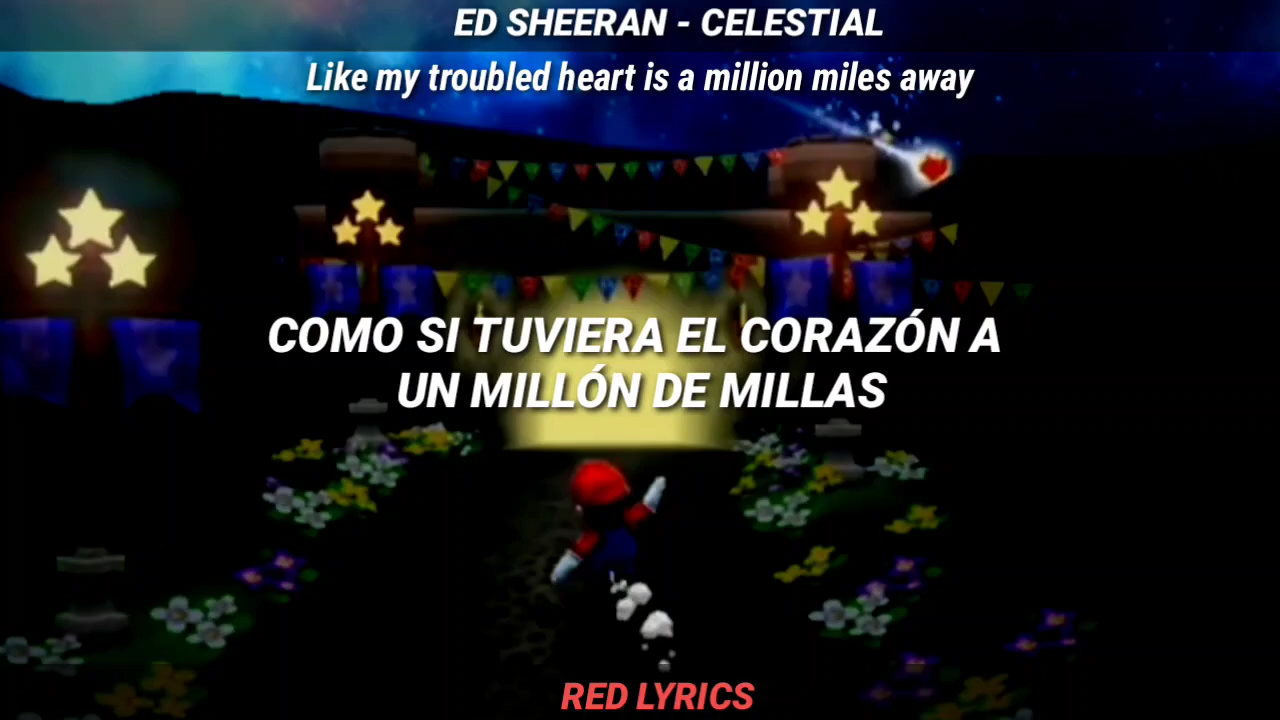 ED SHEERAN - CELESTIAL
Like my troubled heart is a million miles away
COMO SI TUVIERA EL CORAZÓN A
UN MILLÓN DE MILLAS
RED LYRICS